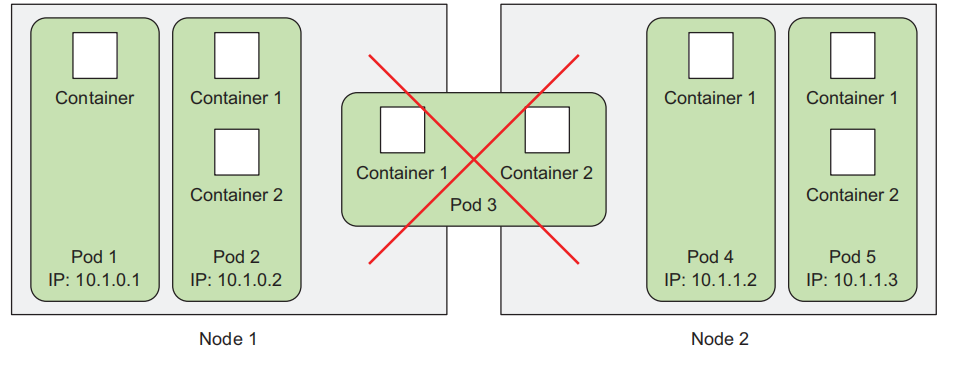 Container
Pod 1
IP: 10.1.0.1
Container 1
Container 2
Pod 2
IP: 10.1.0.2
Container 1
Container 2
Pod 3
Container 1
Pod 4
IP: 10.1.1.2
Container 1
Container 2
Pod 5
IP: 10.1.1.3
Node 1
Node 2